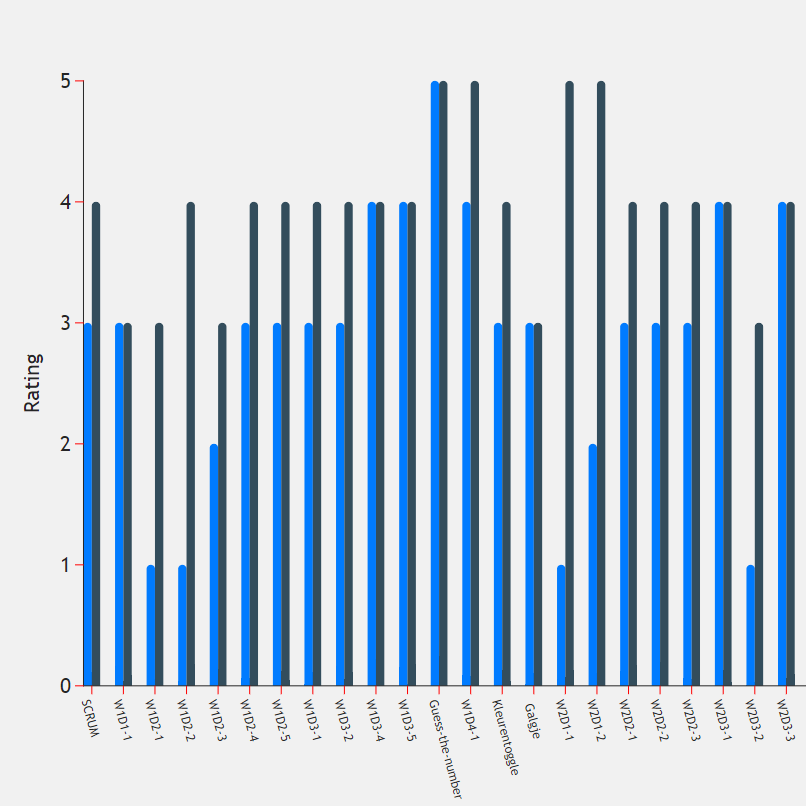 5
4
3
2
1
0
Rating
SCRUM
W1D1-1
W1D2-1
W1D2-2
W1D2-3
W1D2-4
W1D2-5
W1D3-1
W1D3-2
W1D3-4
W1D3-5
Guess-the-number
W1D4-1
Kleurentoggle
Galgje
W2D1-1
W2D1-2
W2D2-1
W2D2-2
W2D2-3
W2D3-1
W2D3-2
W2D3-3